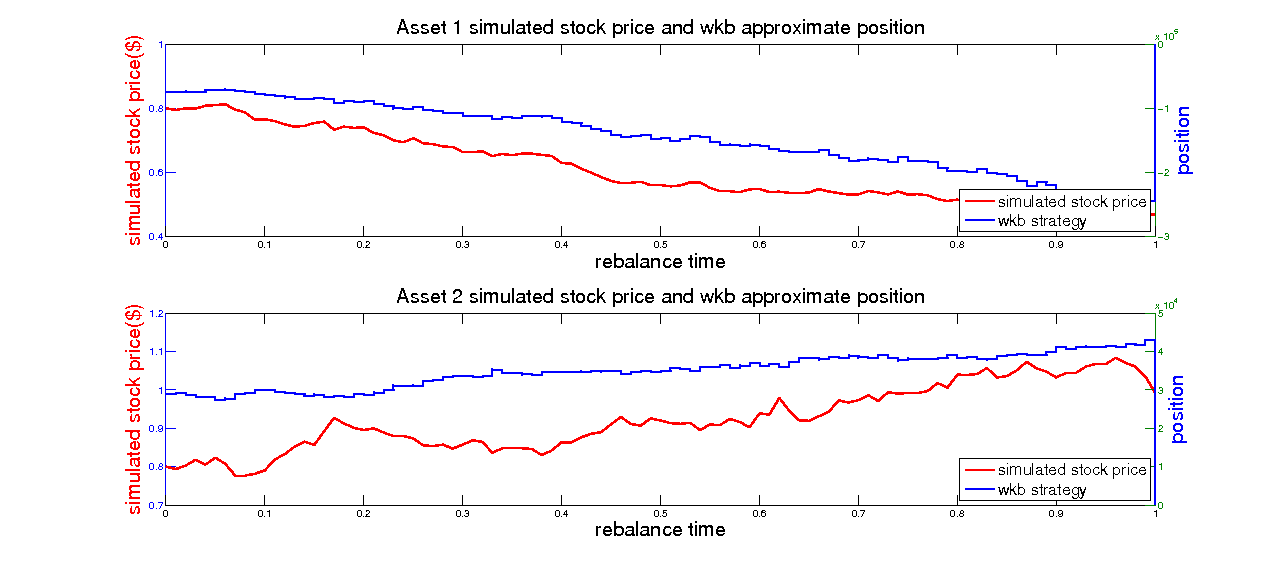 Asset 1 simulated stock price and wkb approximate position
x 10^5
simulated stock price($)
1
0.8
0.6
0.4
0
-1
-2
-3
position
simulated stock price
wkb strategy
0 0.1 0.2 0.3 0.4 0.5 0.6 0.7 0.8 0.9 1
rebalance time
Asset 2 simulated stock price and wkb approximate position
x 10^4
simulated stock price($)
1.2
1.1
1
0.9
0.8
0.7
5
4
3
2
1
0
position
simulated stock price
wkb strategy
0 0.1 0.2 0.3 0.4 0.5 0.6 0.7 0.8 0.9 1
rebalance time